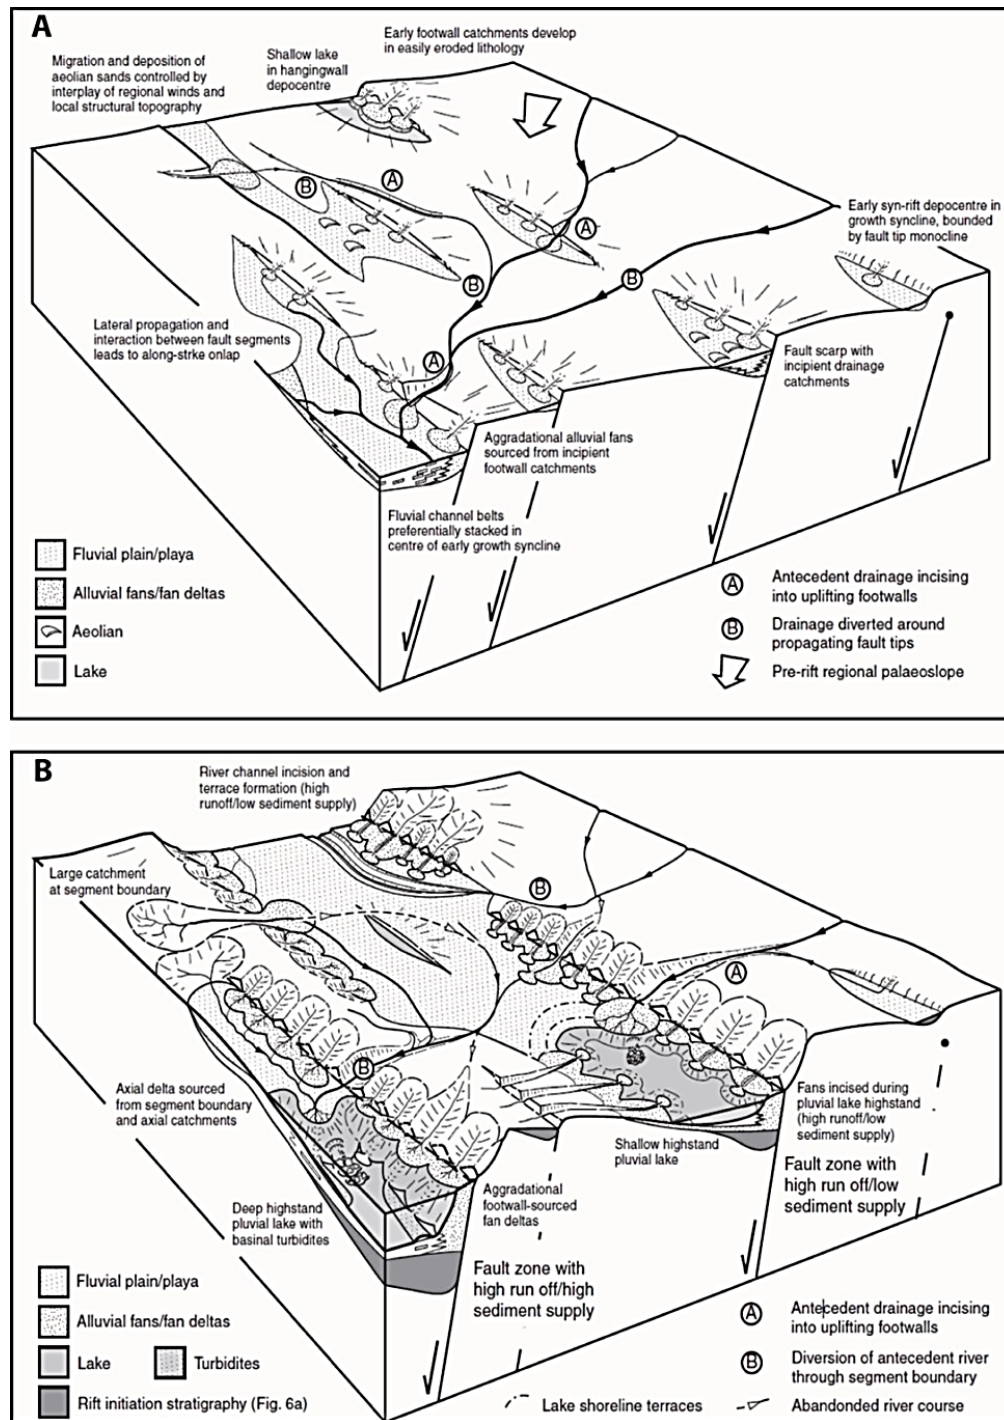 A
Early footwall catchments develop
in easily eroded lithology
Shallow lake
in hangingwall
depocentre
Migration and deposition of
aeolian sands controlled by
interplay of regional winds and
local structural topography
A
B
A
Early syn-rift depocentre in
growth syncline, bounded
by fault tip monocline
B
B
Lateral propagation and
interaction between fault segments
leads to along-strke onlap
A
Fault scarp with
incipient drainage
catchments
Aggradational alluvial fans
sourced from incipient
footwall catchments
Fluvial channel belts
preferentially stacked in
centre of early growth syncline
Fluvial plain/playa
Alluvial fans/fan deltas
Aeolian
Lake
A Antecedent drainage incising
into uplifting footwalls
B Drainage diverted around
propagating fault tips
Pre-rift regional palaeoslope
B
River channel incision and
terrace formation (high
runoff/low sediment supply)
Large catchment
at segment boundary
B
A
B
Axial delta sourced
from segment boundary
and axial catchments
Fans incised during
pluvial lake highstand
(high runoff/low
sediment supply)
Shallow highstand
pluvial lake
Fault zone with
high run off/low
sediment supply
Aggradational
footwall-sourced
fan deltas
Deep highstand
pluvial lake with
basinal turbidites
Fault zone with
high run off/high
sediment supply
Fluvial plain/playa
Alluvial fans/fan deltas
Lake
Turbidites
Rift initiation stratigraphy (Fig. 6a)
A Antecedent drainage incising
into uplifting footwalls
B Diversion of antecedent river
through segment boundary
Lake shoreline terraces
Abandonded river course